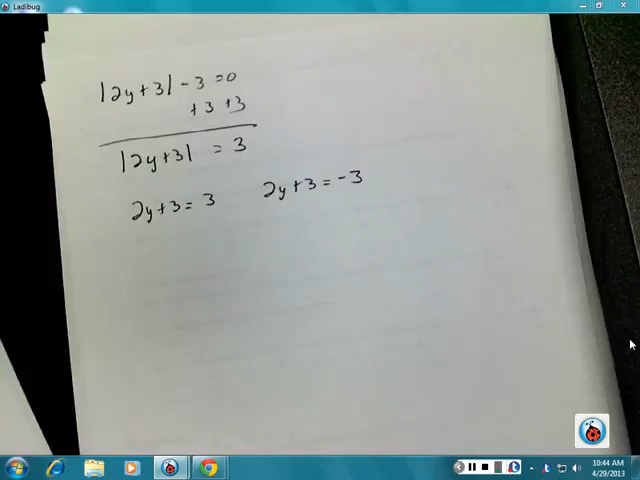 Ladibug
|2y+3| - 3 = 0
+3 +3
|2y+3| = 3
2y+3 = 3 2y+3 = -3
10:44 AM
4/29/2013